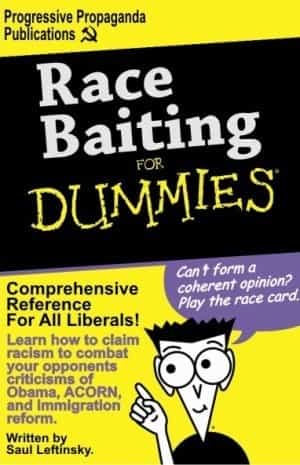 Progressive Propaganda
Publications ☭
Race
Baiting
FOR
DUMMIES®
Can't form a
coherent opinion?
Play the race card.
Comprehensive
Reference
For All Liberals!
Learn how to claim
racism to combat
your opponents
criticisms of
Obama, ACORN,
and immigration
reform.
Written by
Saul Leftinsky.